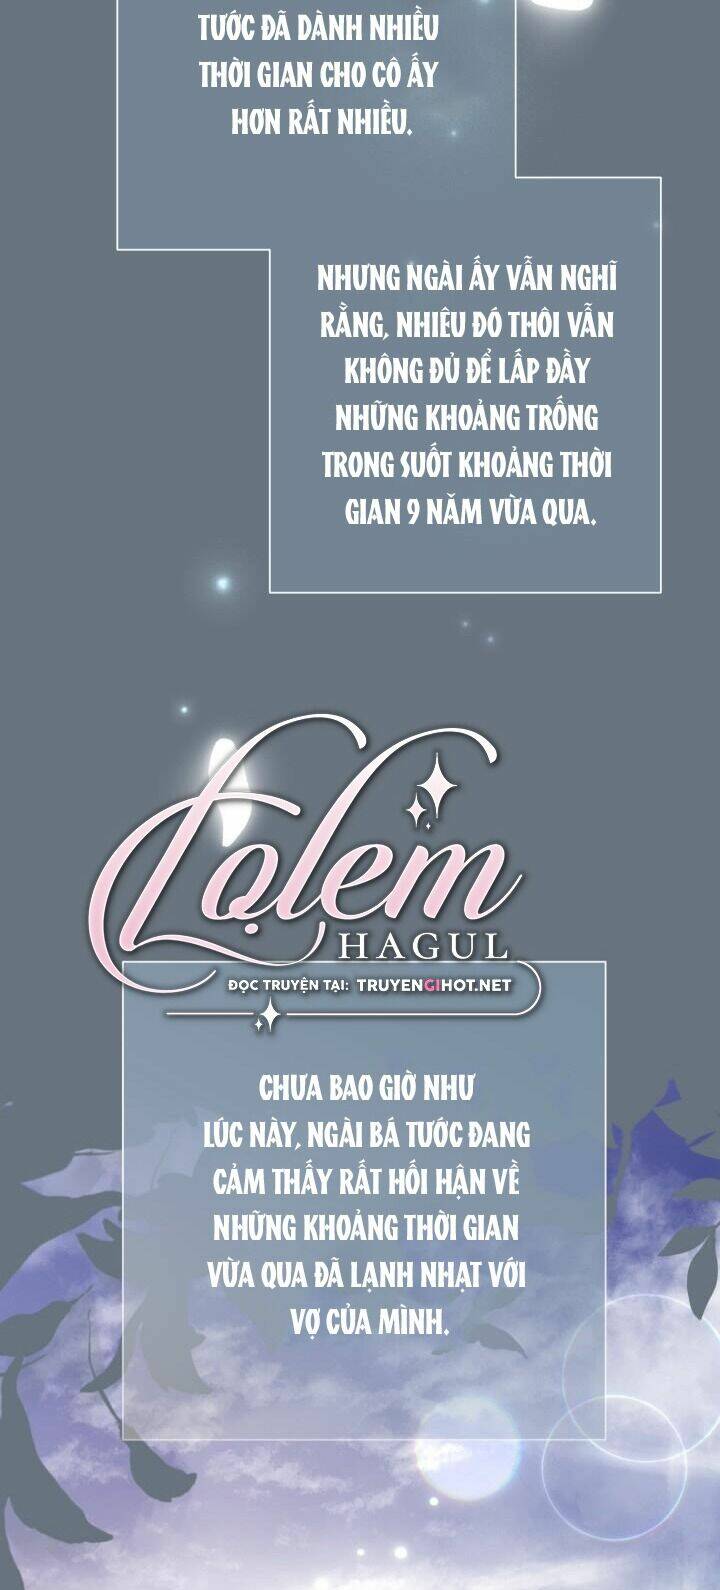 TƯỚC ĐÃ DÀNH NHIỀU
THỜI GIAN CHO CÔ ẤY
HƠN RẤT NHIỀU.
NHƯNG NGÀI ẤY VẪN NGHĨ
RẰNG, NHIÊU ĐÓ THÔI VẪN
KHÔNG ĐỦ ĐỂ LẤP ĐẦY
NHỮNG KHOẢNG TRỐNG
TRONG SUỐT KHOẢNG THỜI
GIAN 9 NĂM VỪA QUA.
Lọlem
HAGUL
ĐỌC TRUYỆN TẠI: TRUYENGIHOT.NET
CHƯA BAO GIỜ NHƯ
LÚC NÀY, NGÀI BÁ TƯỚC ĐANG
CẢM THẤY RẤT HỐI HẬN VỀ
NHỮNG KHOẢNG THỜI GIAN
VỪA QUA ĐÃ LẠNH NHẠT VỚI
VỢ CỦA MÌNH.